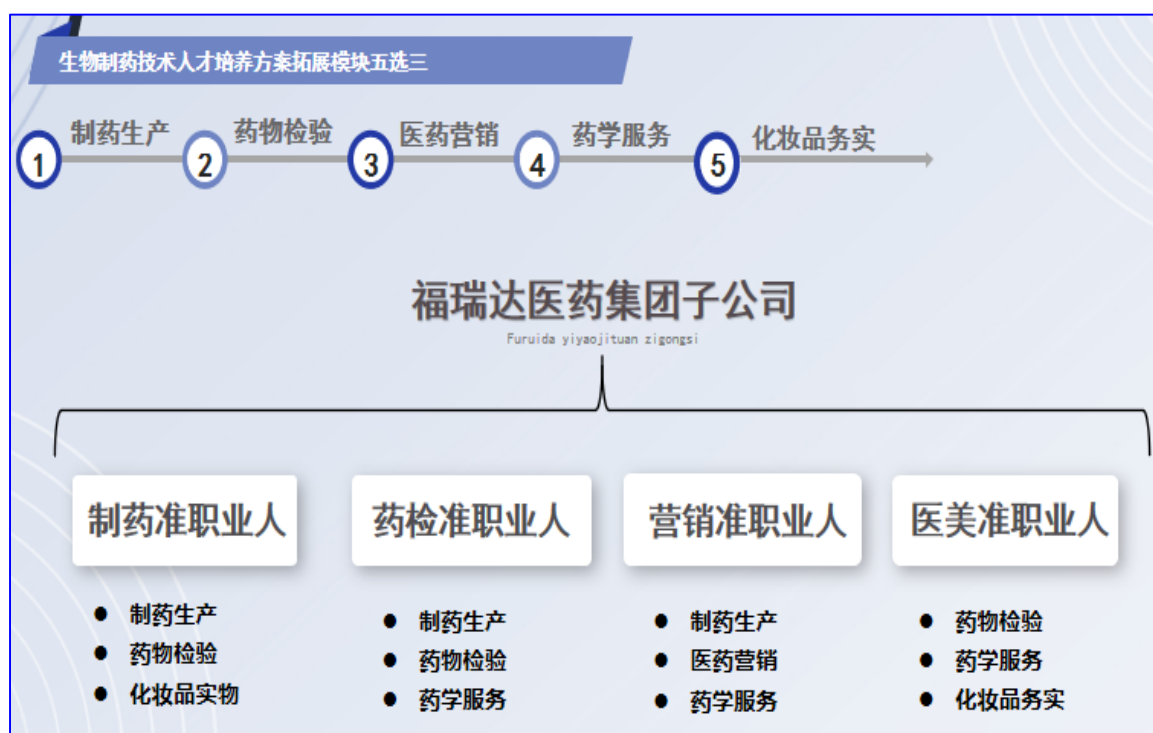 生物制药技术人才培养方案拓展模块五选三
1 制药生产 2 药物检验 3 医药营销 4 药学服务 5 化妆品务实
福瑞达医药集团子公司
Furuida yiyaojituan zigongsi
制药准职业人 药检准职业人 营销准职业人 医美准职业人
● 制药生产 ● 制药生产 ● 制药生产 ● 药物检验
● 药物检验 ● 药物检验 ● 医药营销 ● 药学服务
● 化妆品实物 ● 药学服务 ● 药学服务 ● 化妆品务实